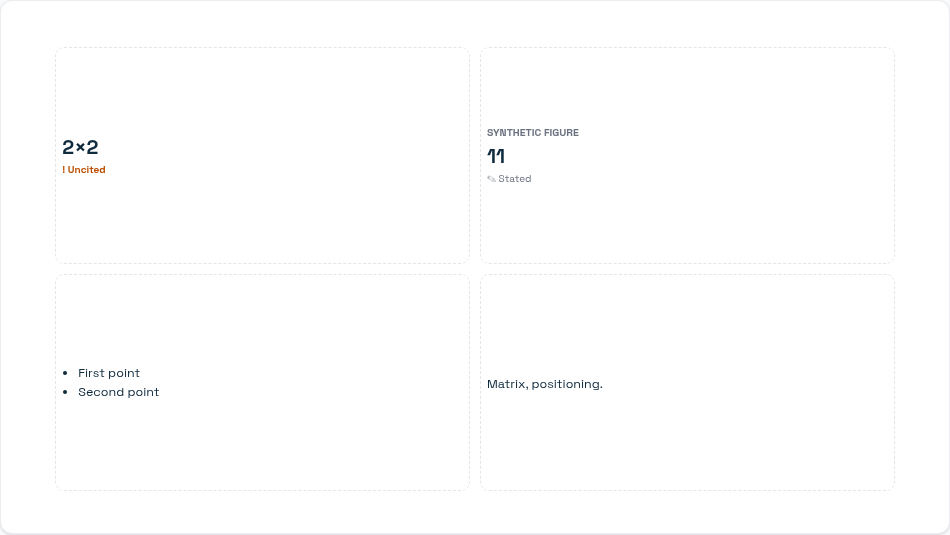 2×2
! Uncited
SYNTHETIC FIGURE
11
✎ Stated
• First point
• Second point
Matrix, positioning.